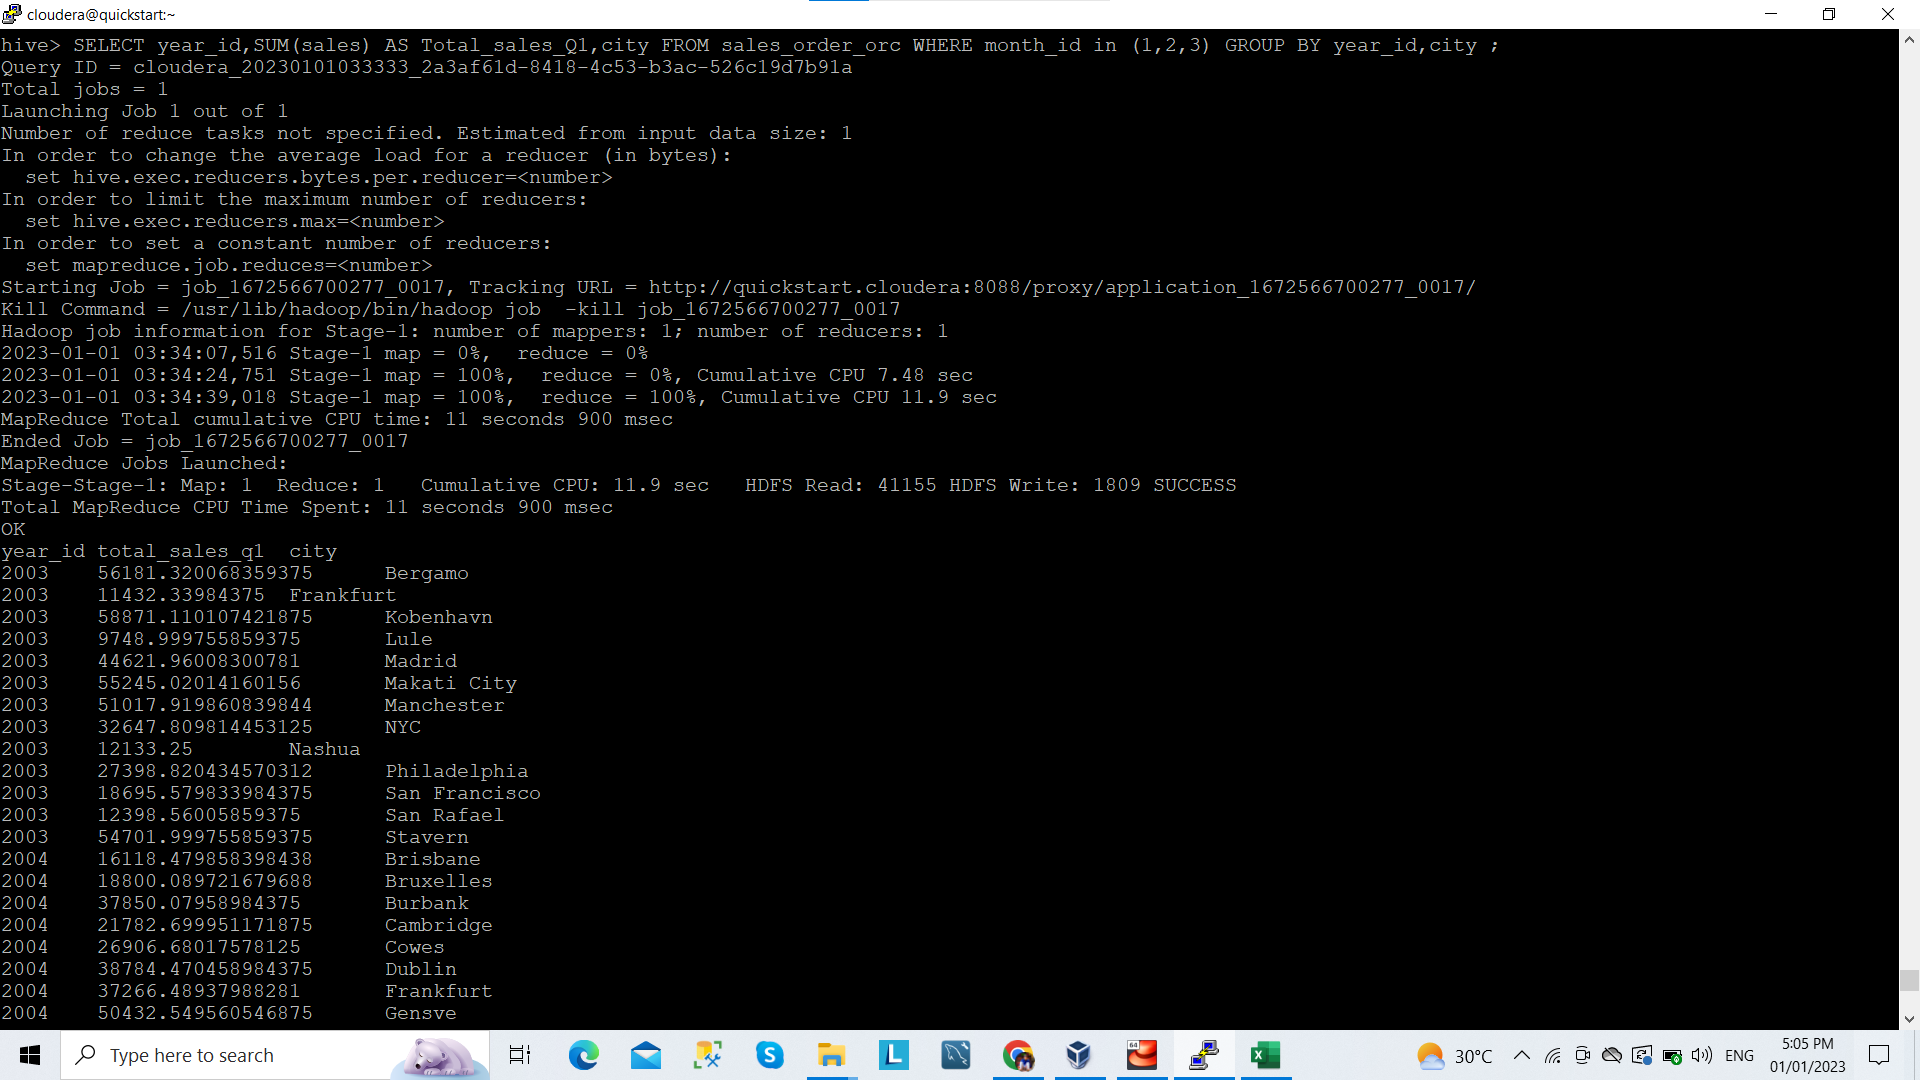 cloudera@quickstart:~
hive> SELECT year_id,SUM(sales) AS Total_sales_Q1,city FROM sales_order_orc WHERE month_id in (1,2,3) GROUP BY year_id,city ;
Query ID = cloudera_20230101033333_2a3af61d-8418-4c53-b3ac-526c19d7b91a
Total jobs = 1
Launching Job 1 out of 1
Number of reduce tasks not specified. Estimated from input data size: 1
In order to change the average load for a reducer (in bytes):
  set hive.exec.reducers.bytes.per.reducer=<number>
In order to limit the maximum number of reducers:
  set hive.exec.reducers.max=<number>
In order to set a constant number of reducers:
  set mapreduce.job.reduces=<number>
Starting Job = job_1672566700277_0017, Tracking URL = http://quickstart.cloudera:8088/proxy/application_1672566700277_0017/
Kill Command = /usr/lib/hadoop/bin/hadoop job  -kill job_1672566700277_0017
Hadoop job information for Stage-1: number of mappers: 1; number of reducers: 1
2023-01-01 03:34:07,516 Stage-1 map = 0%,  reduce = 0%
2023-01-01 03:34:24,751 Stage-1 map = 100%,  reduce = 0%, Cumulative CPU 7.48 sec
2023-01-01 03:34:39,018 Stage-1 map = 100%,  reduce = 100%, Cumulative CPU 11.9 sec
MapReduce Total cumulative CPU time: 11 seconds 900 msec
Ended Job = job_1672566700277_0017
MapReduce Jobs Launched:
Stage-Stage-1: Map: 1  Reduce: 1   Cumulative CPU: 11.9 sec   HDFS Read: 41155 HDFS Write: 1809 SUCCESS
Total MapReduce CPU Time Spent: 11 seconds 900 msec
OK
year_id total_sales_q1  city
2003    56181.320068359375      Bergamo
2003    11432.33984375  Frankfurt
2003    58871.110107421875      Kobenhavn
2003    9748.999755859375       Lule
2003    44621.96008300781       Madrid
2003    55245.02014160156       Makati City
2003    51017.919860839844      Manchester
2003    32647.809814453125      NYC
2003    12133.25        Nashua
2003    27398.820434570312      Philadelphia
2003    18695.579833984375      San Francisco
2003    12398.56005859375       San Rafael
2003    54701.999755859375      Stavern
2004    16118.479858398438      Brisbane
2004    18800.089721679688      Bruxelles
2004    37850.07958984375       Burbank
2004    21782.699951171875      Cambridge
2004    26906.68017578125       Cowes
2004    38784.470458984375      Dublin
2004    37266.48937988281       Frankfurt
2004    50432.549560546875      Gensve
Type here to search
L
64
30°C
ENG
5:05 PM
01/01/2023